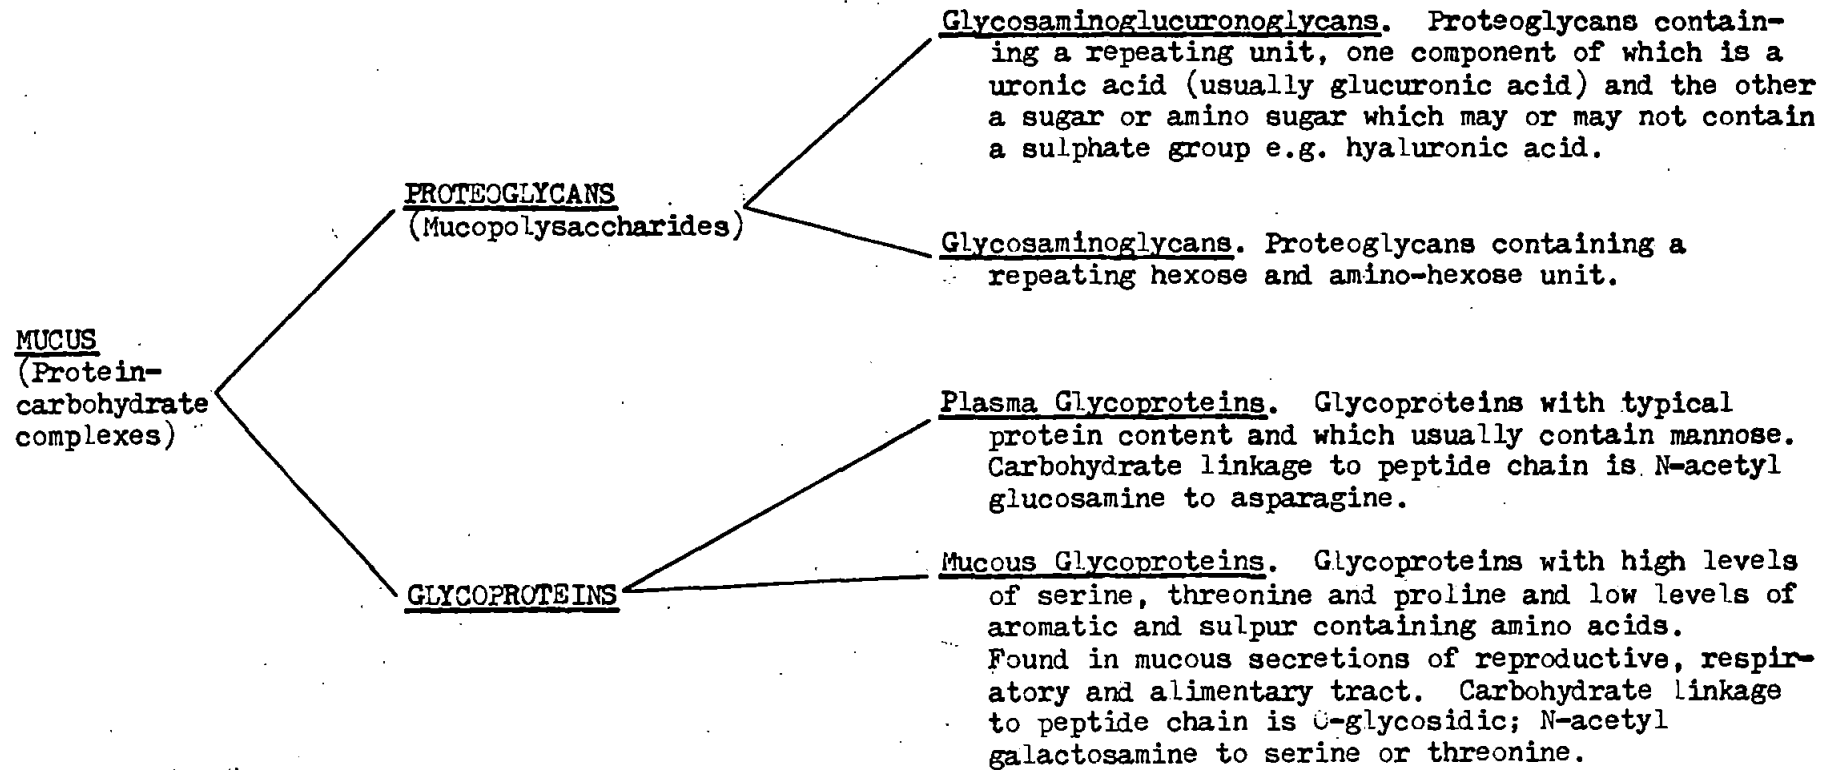 Glycosaminoglucuronoglycans. Proteoglycans contain-
ing a repeating unit, one component of which is a
uronic acid (usually glucuronic acid) and the other
a sugar or amino sugar which may or may not contain
a sulphate group e.g. hyaluronic acid.
PROTEOGLYCANS
(Mucopolysaccharides)
Glycosaminoglycans. Proteoglycans containing a
repeating hexose and amino-hexose unit.
MUCUS
(Protein-
carbohydrate
complexes)
Plasma Glycoproteins. Glycoproteins with typical
protein content and which usually contain mannose.
Carbohydrate linkage to peptide chain is N-acetyl
glucosamine to asparagine.
GLYCOPROTEINS
Mucous Glycoproteins. Glycoproteins with high levels
of serine, threonine and proline and low levels of
aromatic and sulpur containing amino acids.
Found in mucous secretions of reproductive, respir-
atory and alimentary tract. Carbohydrate linkage
to peptide chain is O-glycosidic; N-acetyl
galactosamine to serine or threonine.